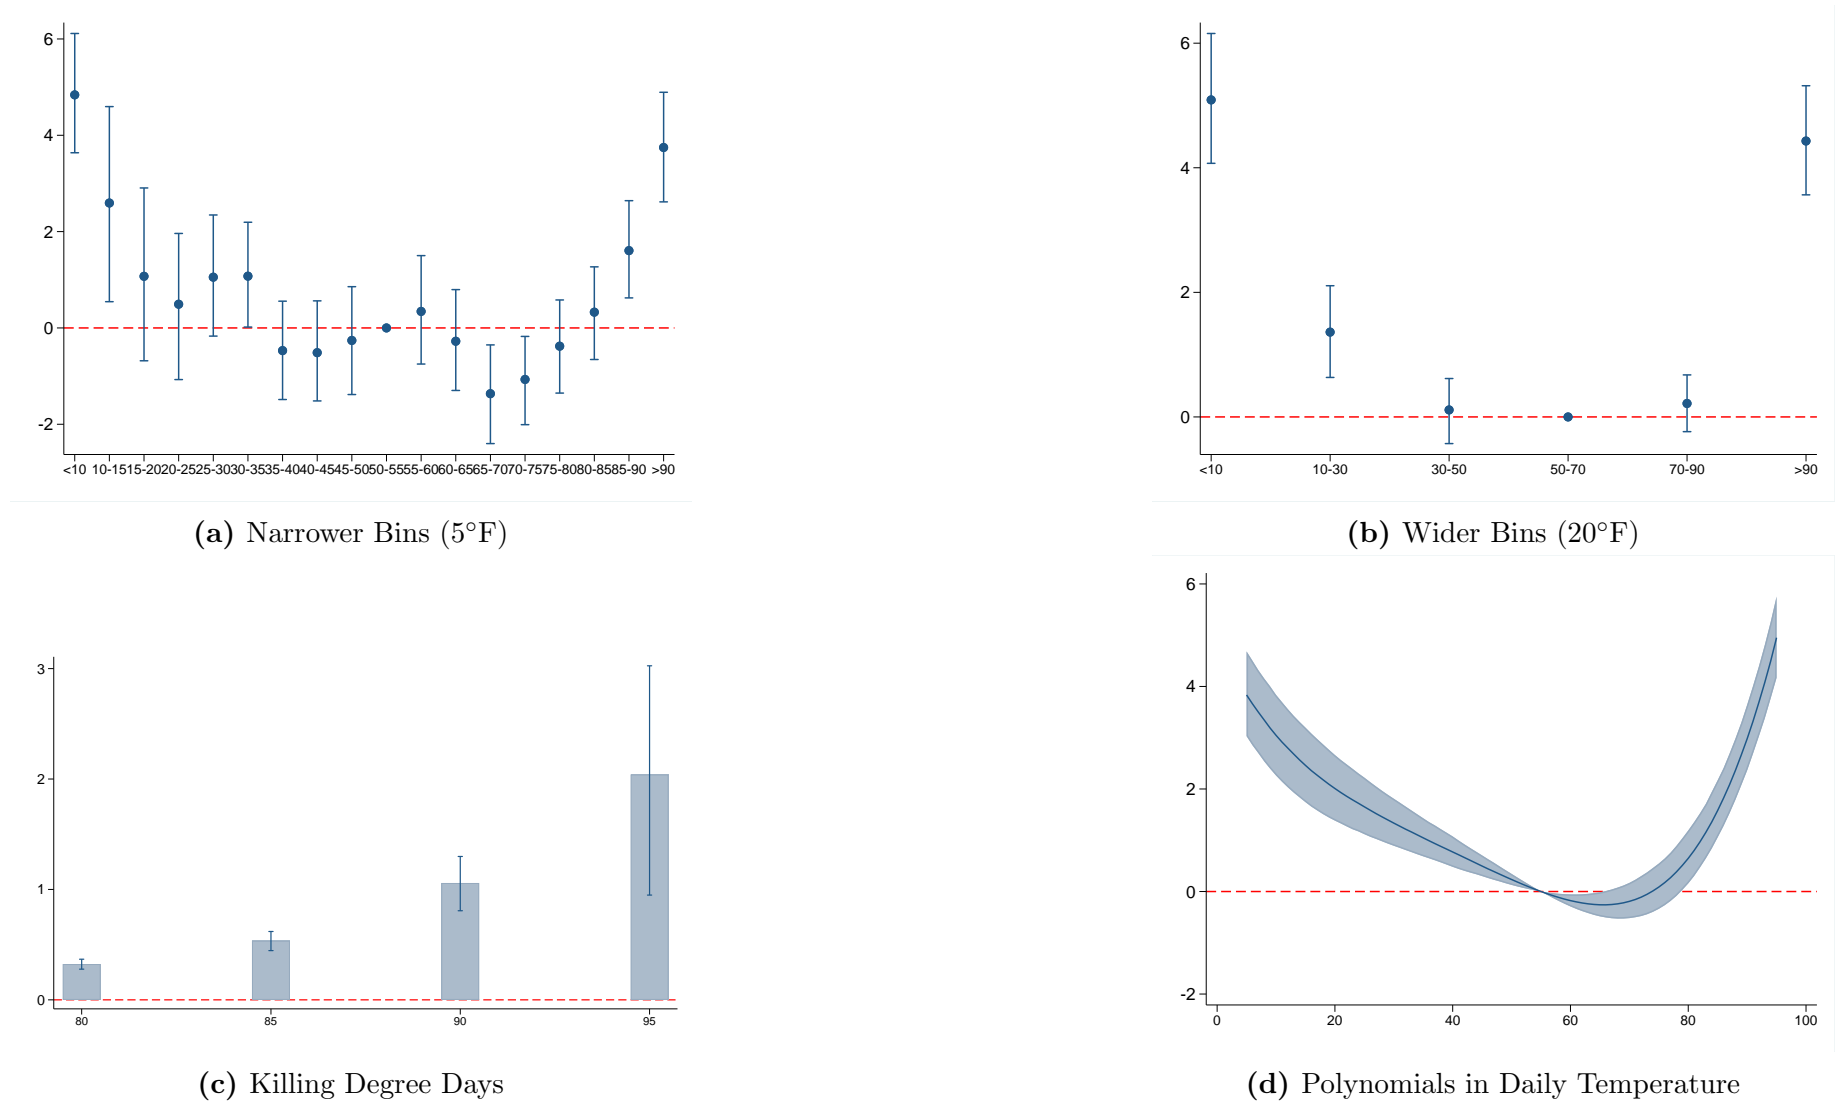 6
4
2
0
-2
<10 10-15 15-20 20-25 25-30 30-35 35-40 40-45 45-50 50-55 55-60 60-65 65-70 70-75 75-80 80-85 85-90 >90
(a) Narrower Bins (5°F)
6
4
2
0
<10 10-30 30-50 50-70 70-90 >90
(b) Wider Bins (20°F)
3
2
1
0
80 85 90 95
(c) Killing Degree Days
6
4
2
0
-2
0 20 40 60 80 100
(d) Polynomials in Daily Temperature